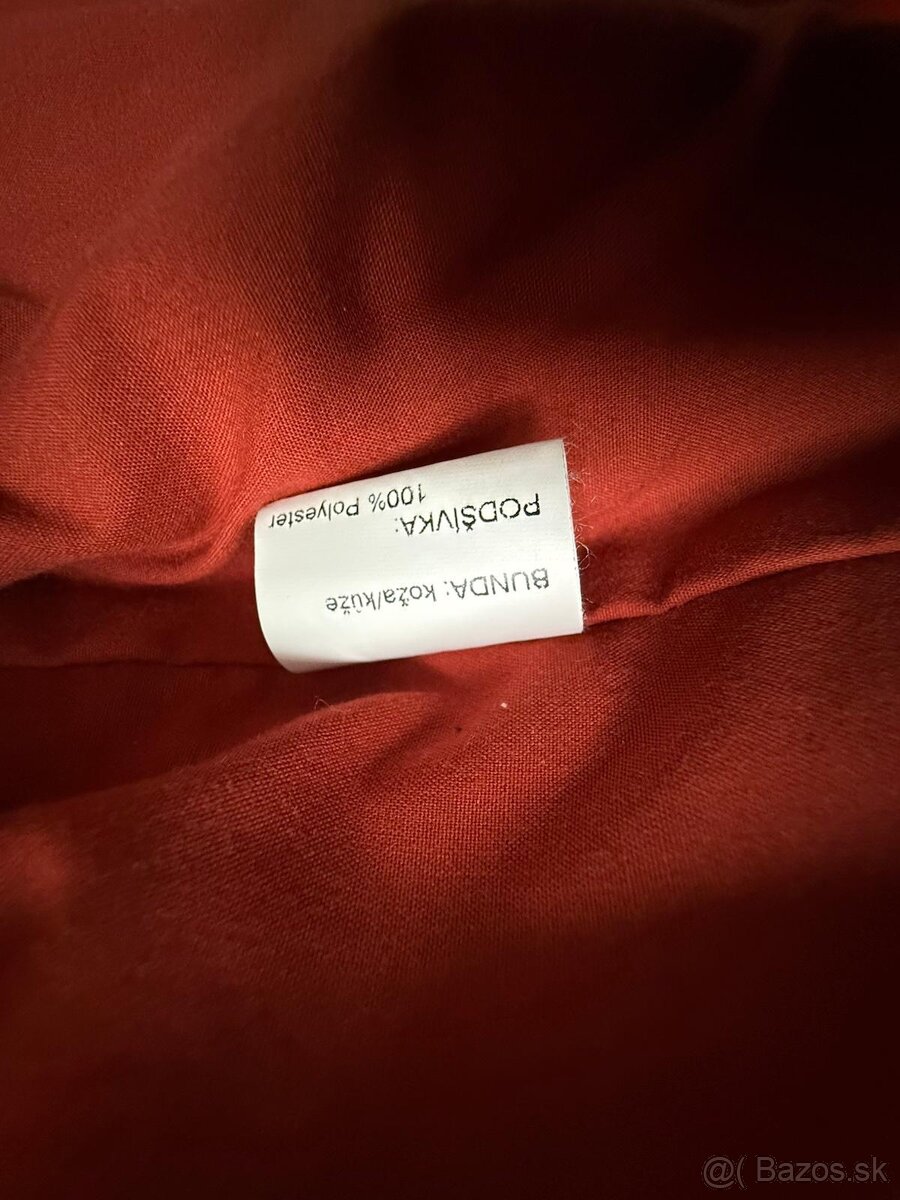 BUNDA: koža/kůže
PODŠÍVKA:
100% Polyester
@( Bazos.sk